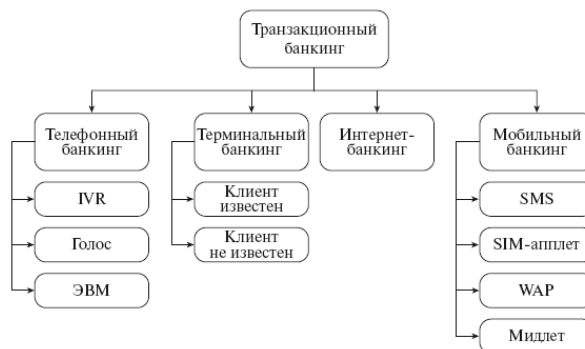 Транзакционный
банкинг
Телефонный
банкинг
Терминальный
банкинг
Интернет-
банкинг
Мобильный
банкинг
IVR
Клиент
известен
SMS
Голос
Клиент
не известен
SIM-апплет
ЭВМ
WAP
Мидлет